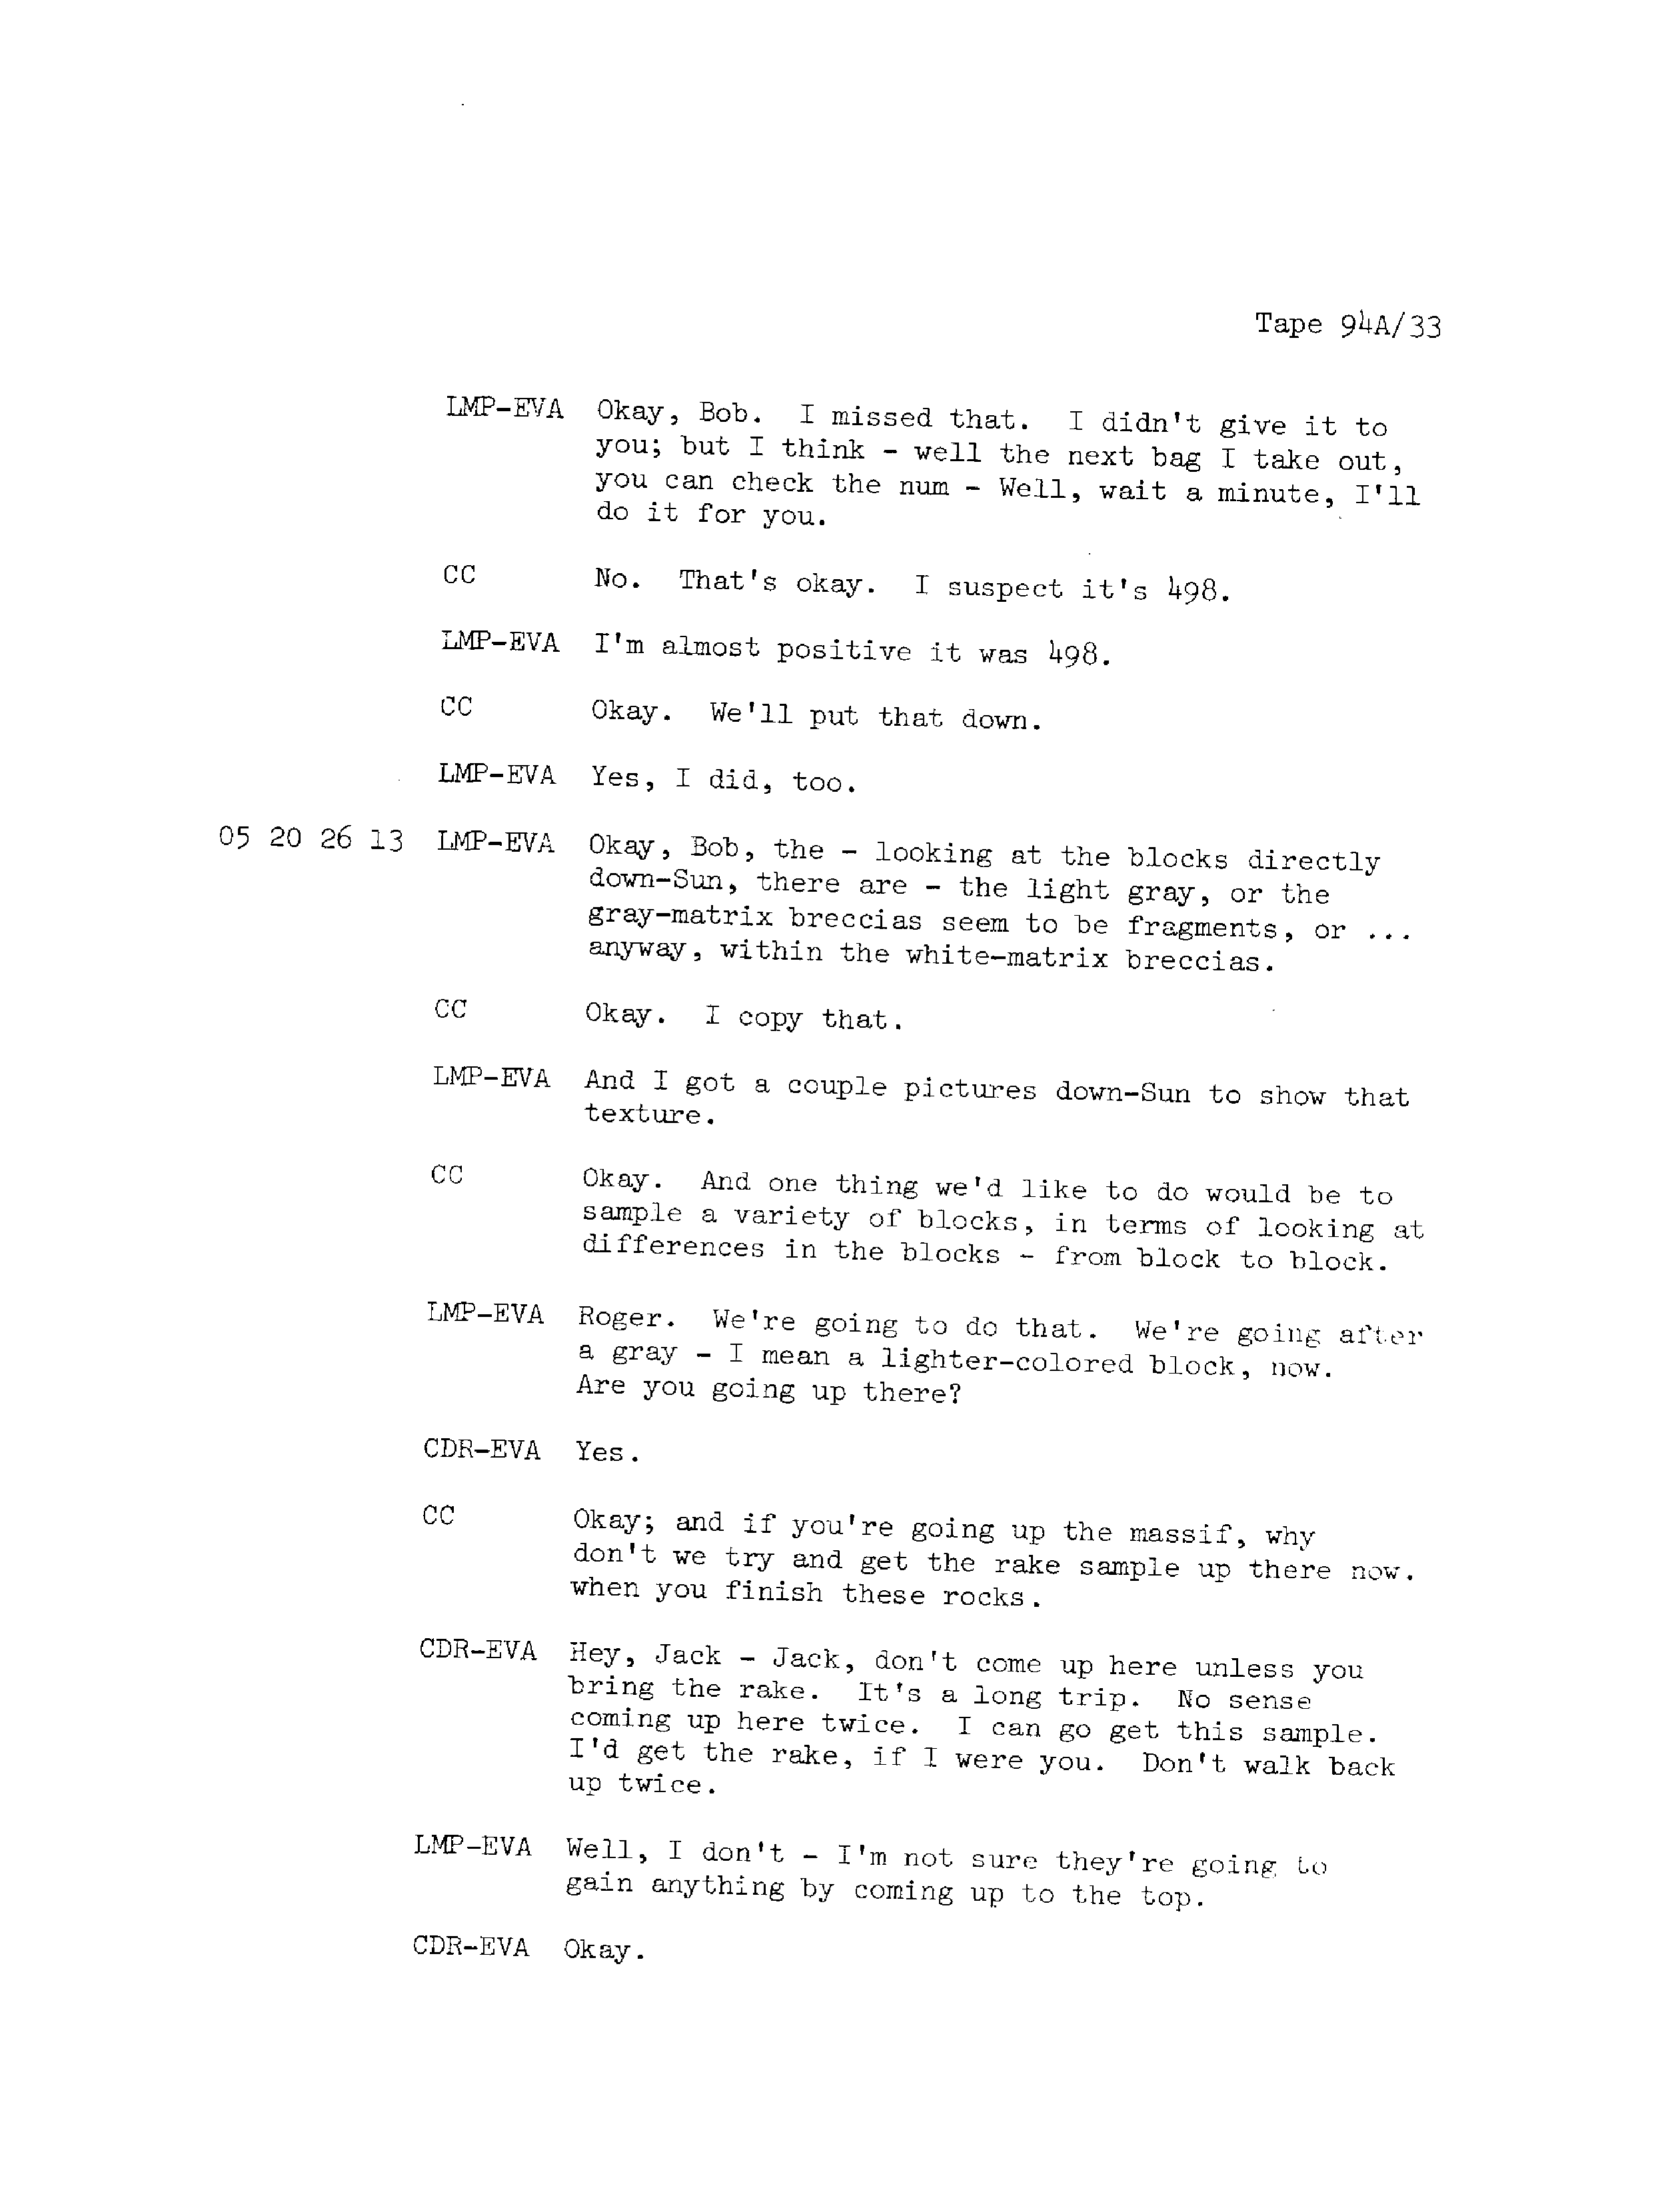 Tape 94A/33
LMP-EVA Okay, Bob. I missed that. I didn't give it to
you; but I think - well the next bag I take out,
you can check the num - Well, wait a minute, I'll
do it for you.
CC No. That's okay. I suspect it's 498.
LMP-EVA I'm almost positive it was 498.
CC Okay. We'll put that down.
LMP-EVA Yes, I did, too.
05 20 26 13 LMP-EVA Okay, Bob, the - looking at the blocks directly
down-Sun, there are - the light gray, or the
gray-matrix breccias seem to be fragments, or ...
anyway, within the white-matrix breccias.
CC Okay. I copy that.
LMP-EVA And I got a couple pictures down-Sun to show that
texture.
CC Okay. And one thing we'd like to do would be to
sample a variety of blocks, in terms of looking at
differences in the blocks - from block to block.
LMP-EVA Roger. We're going to do that. We're going after
a gray - I mean a lighter-colored block, now.
Are you going up there?
CDR-EVA Yes.
CC Okay; and if you're going up the massif, why
don't we try and get the rake sample up there now.
when you finish these rocks.
CDR-EVA Hey, Jack - Jack, don't come up here unless you
bring the rake. It's a long trip. No sense
coming up here twice. I can go get this sample.
I'd get the rake, if I were you. Don't walk back
up twice.
LMP-EVA Well, I don't - I'm not sure they're going to
gain anything by coming up to the top.
CDR-EVA Okay.